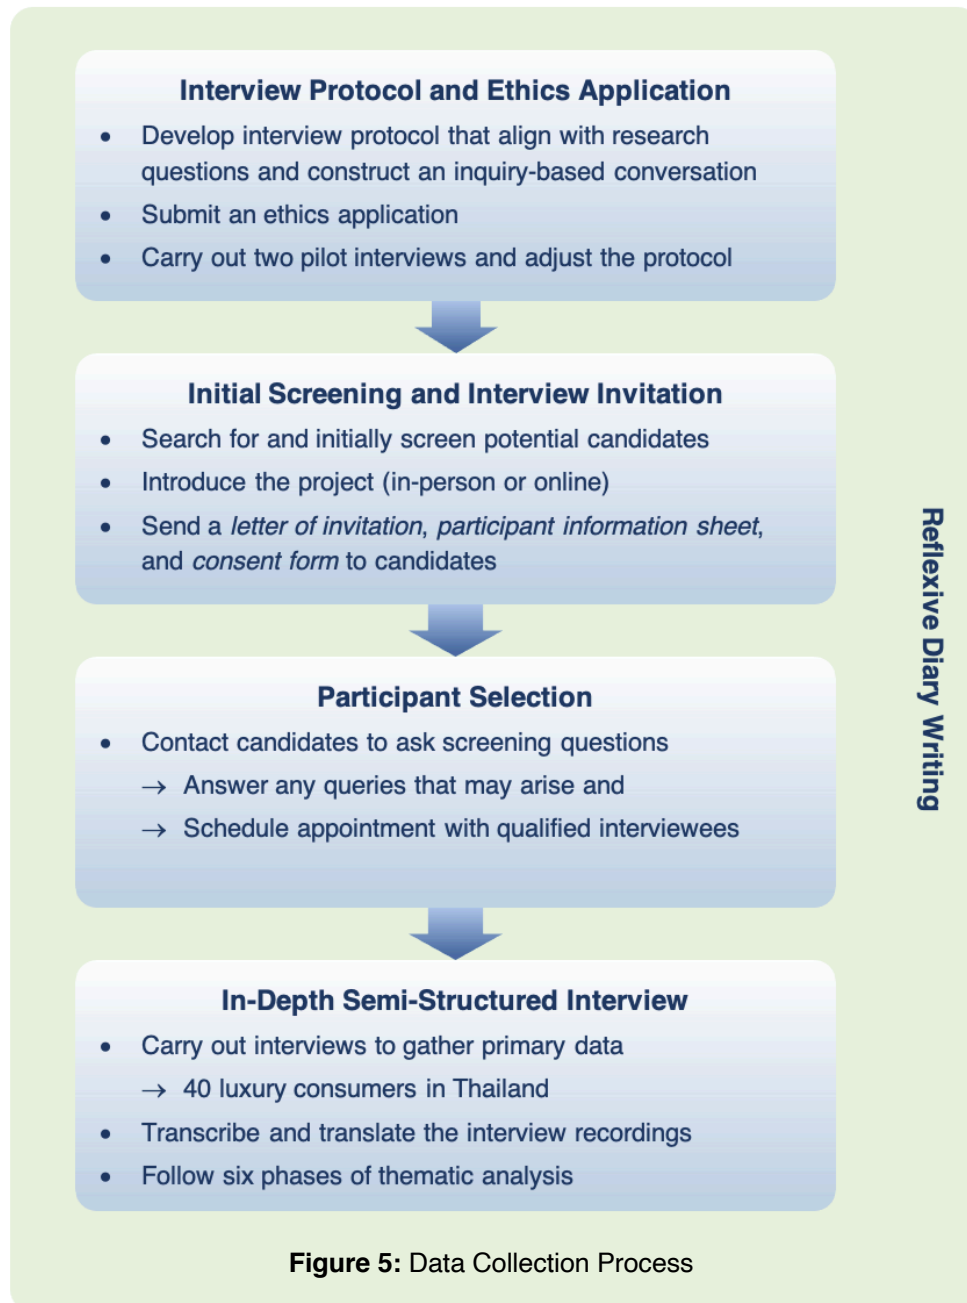 Interview Protocol and Ethics Application
• Develop interview protocol that align with research
questions and construct an inquiry-based conversation
• Submit an ethics application
• Carry out two pilot interviews and adjust the protocol
Initial Screening and Interview Invitation
• Search for and initially screen potential candidates
• Introduce the project (in-person or online)
• Send a letter of invitation, participant information sheet,
and consent form to candidates
Participant Selection
• Contact candidates to ask screening questions
→ Answer any queries that may arise and
→ Schedule appointment with qualified interviewees
In-Depth Semi-Structured Interview
• Carry out interviews to gather primary data
→ 40 luxury consumers in Thailand
• Transcribe and translate the interview recordings
• Follow six phases of thematic analysis
Reflexive Diary Writing
Figure 5: Data Collection Process